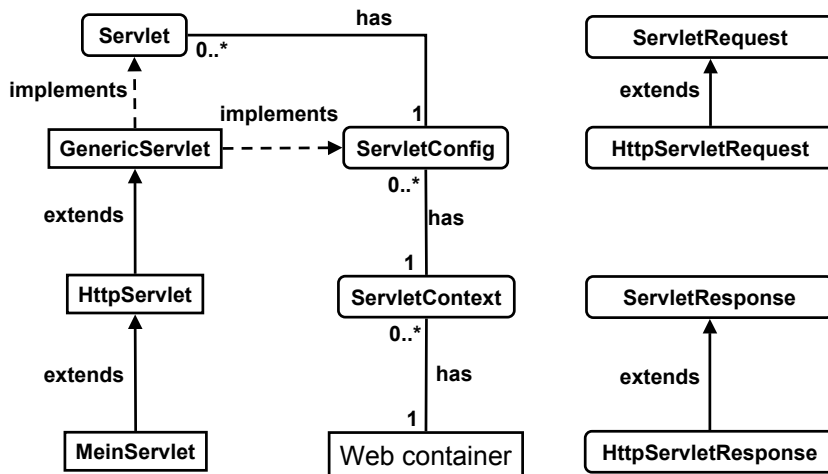 has
Servlet
ServletRequest
0..*
implements
extends
implements
1
GenericServlet
ServletConfig
HttpServletRequest
0..*
extends
has
1
HttpServlet
ServletContext
ServletResponse
0..*
extends
has
extends
1
MeinServlet
Web container
HttpServletResponse